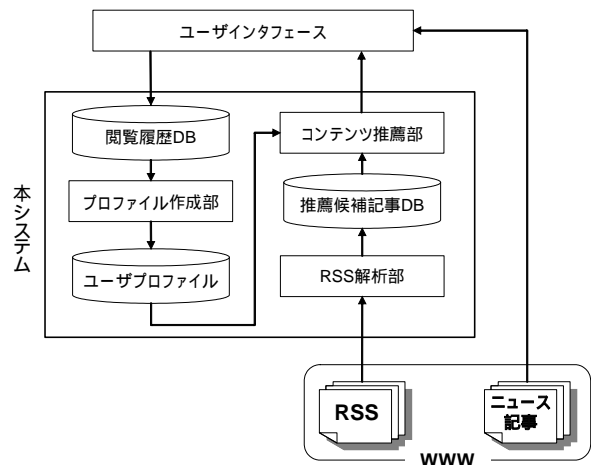 ユーザインタフェース
閲覧履歴DB
コンテンツ推薦部
プロファイル作成部
推薦候補記事DB
ユーザプロファイル
RSS解析部
本システム
RSS
ニュース
記事
WWW